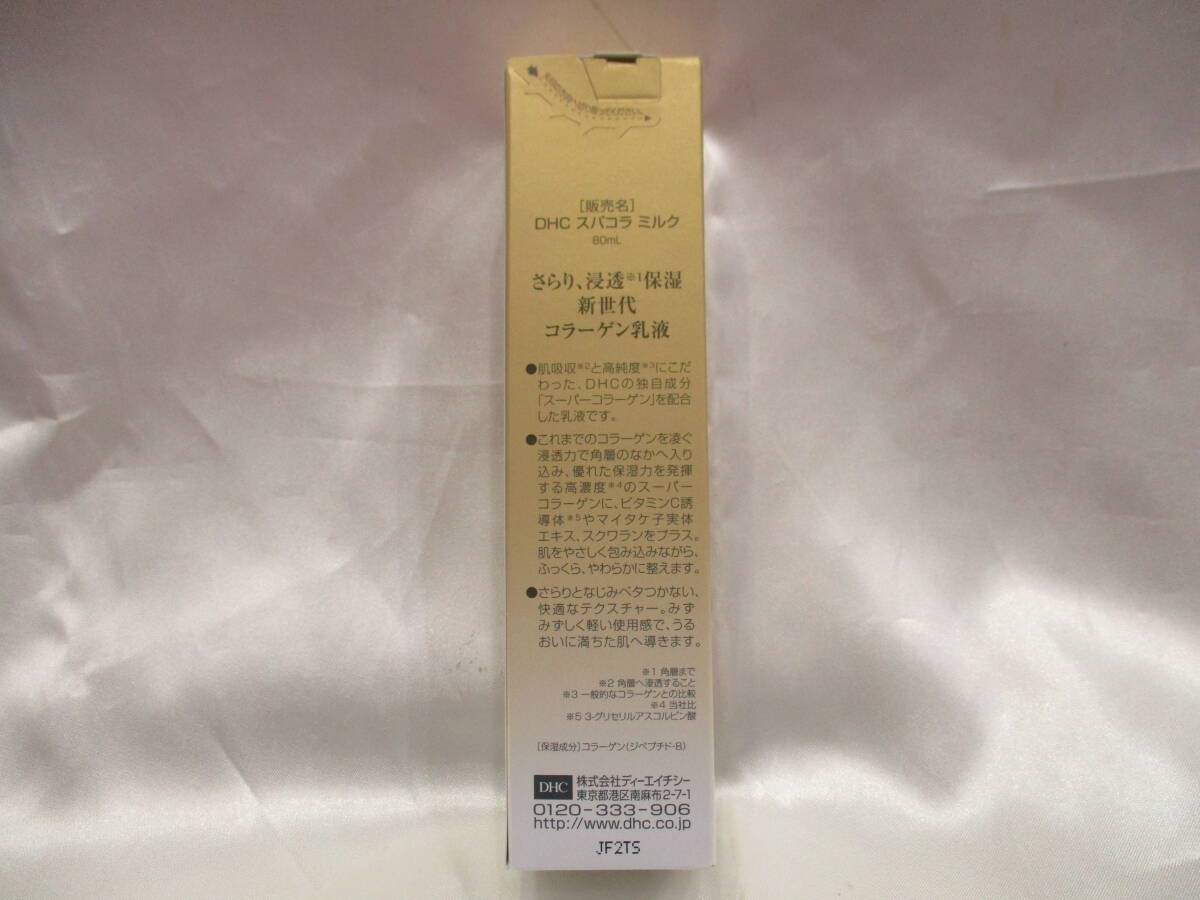 [販売名]
DHC スパコラ ミルク
80mL
さらり、浸透※1保湿
新世代
コラーゲン乳液
●肌吸収※2と高純度※3にこだ
わった、DHCの独自成分
「スーパーコラーゲン」を配合
した乳液です。
●これまでのコラーゲンを凌ぐ
浸透力で角層のなかへ入り
込み、優れた保湿力を発揮
する高濃度※4のスーパー
コラーゲンに、ビタミンC誘
導体※5やマイタケ子実体
エキス、スクワランをプラス。
肌をやさしく包み込みながら、
ふっくら、やわらかに整えます。
●さらりとなじみベタつかない、
快適なテクスチャー。みず
みずしく軽い使用感で、うる
おいに満ちた肌へ導きます。
※1 角層まで
※2 角層へ浸透すること
※3 一般的なコラーゲンとの比較
※4 当社比
※5 3-グリセリルアスコルビン酸
[保湿成分]コラーゲン(ジペプチド-8)
DHC 株式会社ディーエイチシー
東京都港区南麻布2-7-1
0120-333-906
http://www.dhc.co.jp
JF2TS